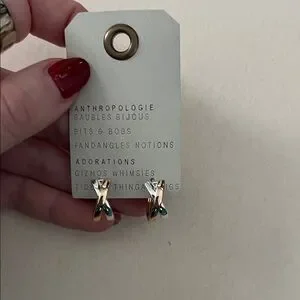 ANTHROPOLOGIE
BAUBLES BIJOUS
BITS & BOBS
FANDANGLES NOTIONS
ADORATIONS
GIZMOS WHIMSIES